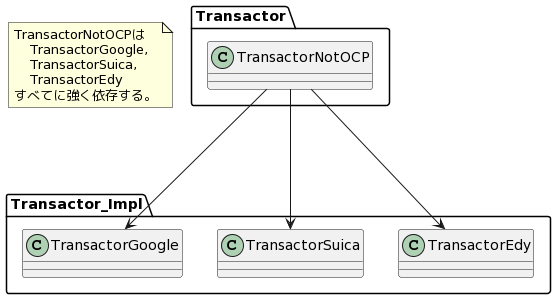 TransactorNotOCPは
TransactorGoogle,
TransactorSuica,
TransactorEdy
すべてに強く依存する。
Transactor
C TransactorNotOCP
Transactor_Impl
C TransactorGoogle
C TransactorSuica
C TransactorEdy